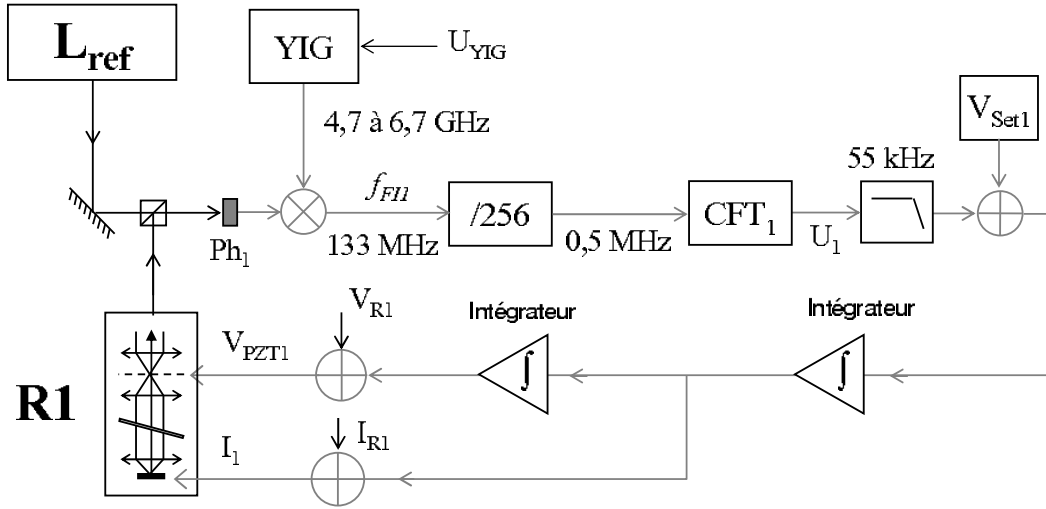 L_ref
YIG
U_YIG
4,7 à 6,7 GHz
V_Set1
55 kHz
f_FI1
/256
CFT_1
Ph_1
133 MHz
0,5 MHz
U_1
V_R1
Intégrateur
Intégrateur
V_PZT1
∫
∫
R1
I_1
I_R1